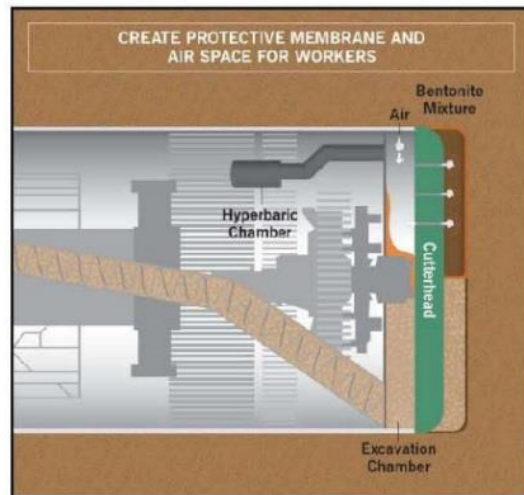 CREATE PROTECTIVE MEMBRANE AND
AIR SPACE FOR WORKERS
Bentonite
Mixture
Air
Hyperbaric
Chamber
Cutterhead
Excavation
Chamber